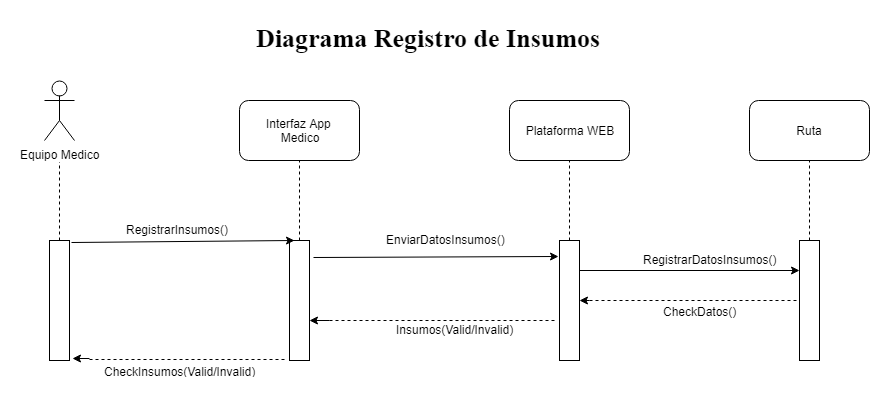 Diagrama Registro de Insumos
Equipo Medico
Interfaz App
Medico
Plataforma WEB
Ruta
RegistrarInsumos()
EnviarDatosInsumos()
RegistrarDatosInsumos()
CheckDatos()
Insumos(Valid/Invalid)
CheckInsumos(Valid/Invalid)